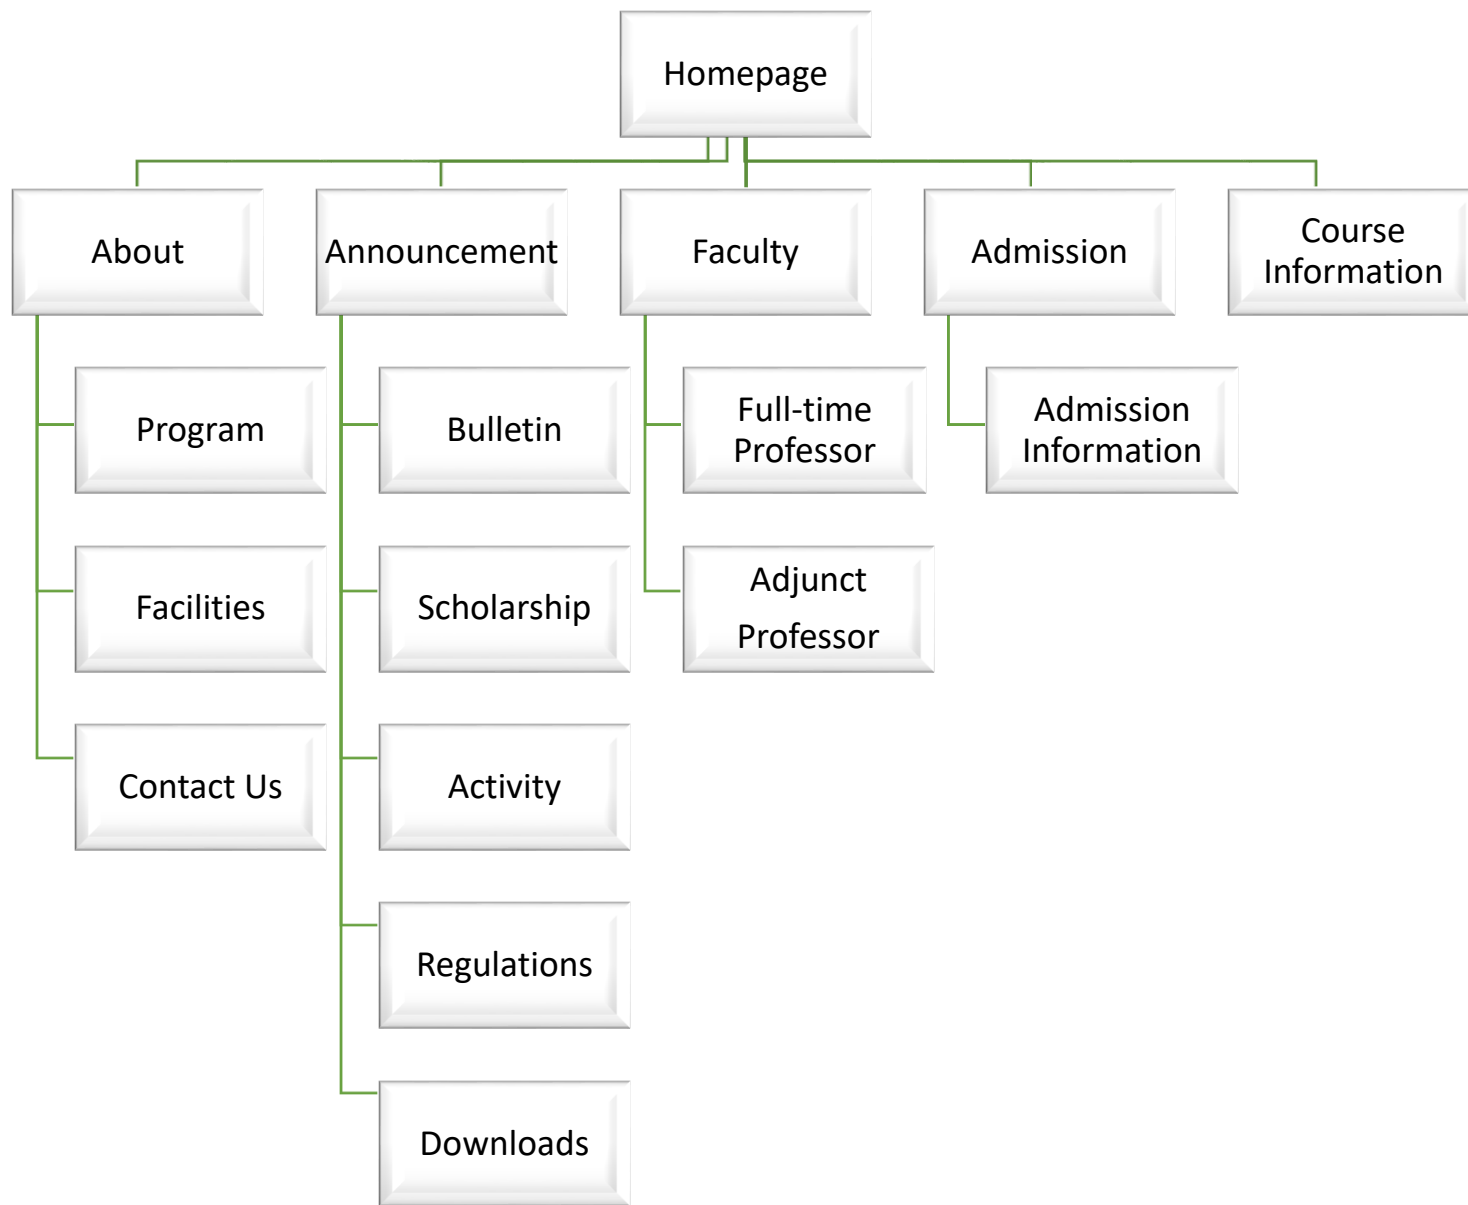 Homepage
About
Announcement
Faculty
Admission
Course
Information
Program
Bulletin
Full-time
Professor
Admission
Information
Facilities
Scholarship
Adjunct
Professor
Contact Us
Activity
Regulations
Downloads